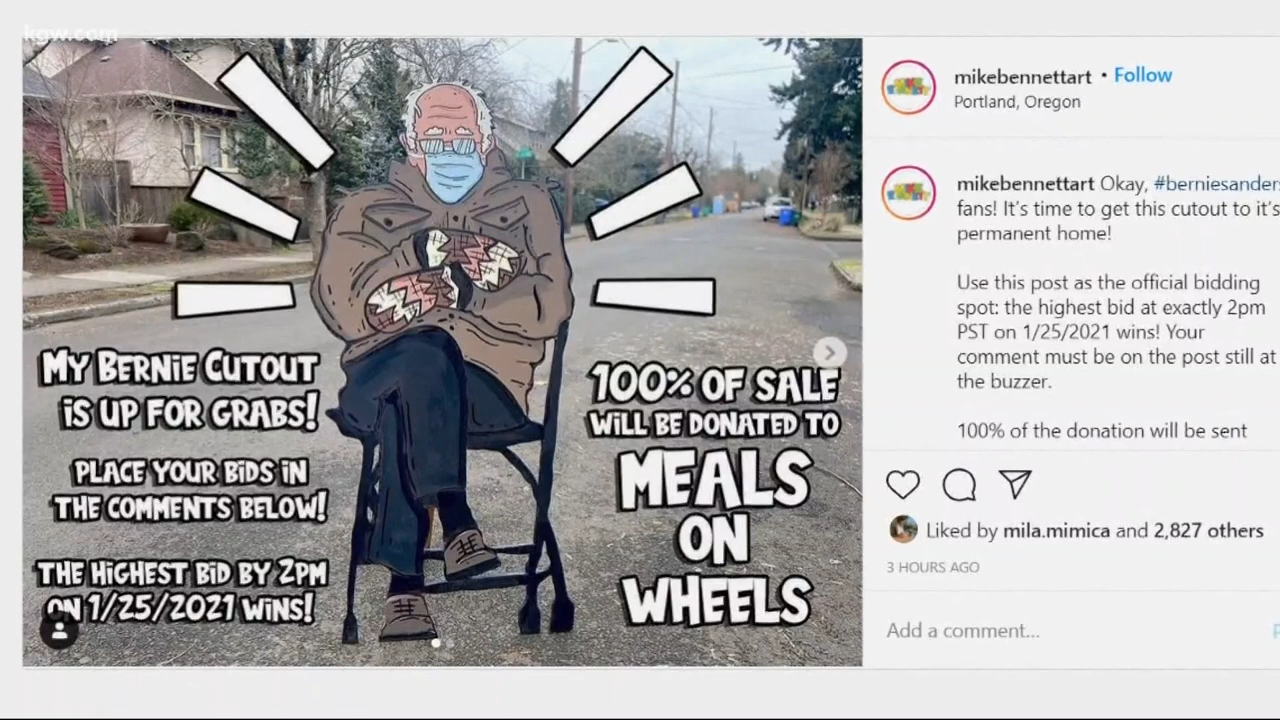 kgw.com
MY BERNIE CUTOUT
IS UP FOR GRABS!
PLACE YOUR BIDS IN
THE COMMENTS BELOW!
THE HIGHEST BID BY 2PM
ON 1/25/2021 WINS!
100% OF SALE
WILL BE DONATED TO
MEALS
ON
WHEELS
mikebennettart • Follow
Portland, Oregon
mikebennettart Okay, #berniesanders
fans! It's time to get this cutout to it's
permanent home!
Use this post as the official bidding
spot: the highest bid at exactly 2pm
PST on 1/25/2021 wins! Your
comment must be on the post still at
the buzzer.
100% of the donation will be sent
Liked by mila.mimica and 2,827 others
3 HOURS AGO
Add a comment...